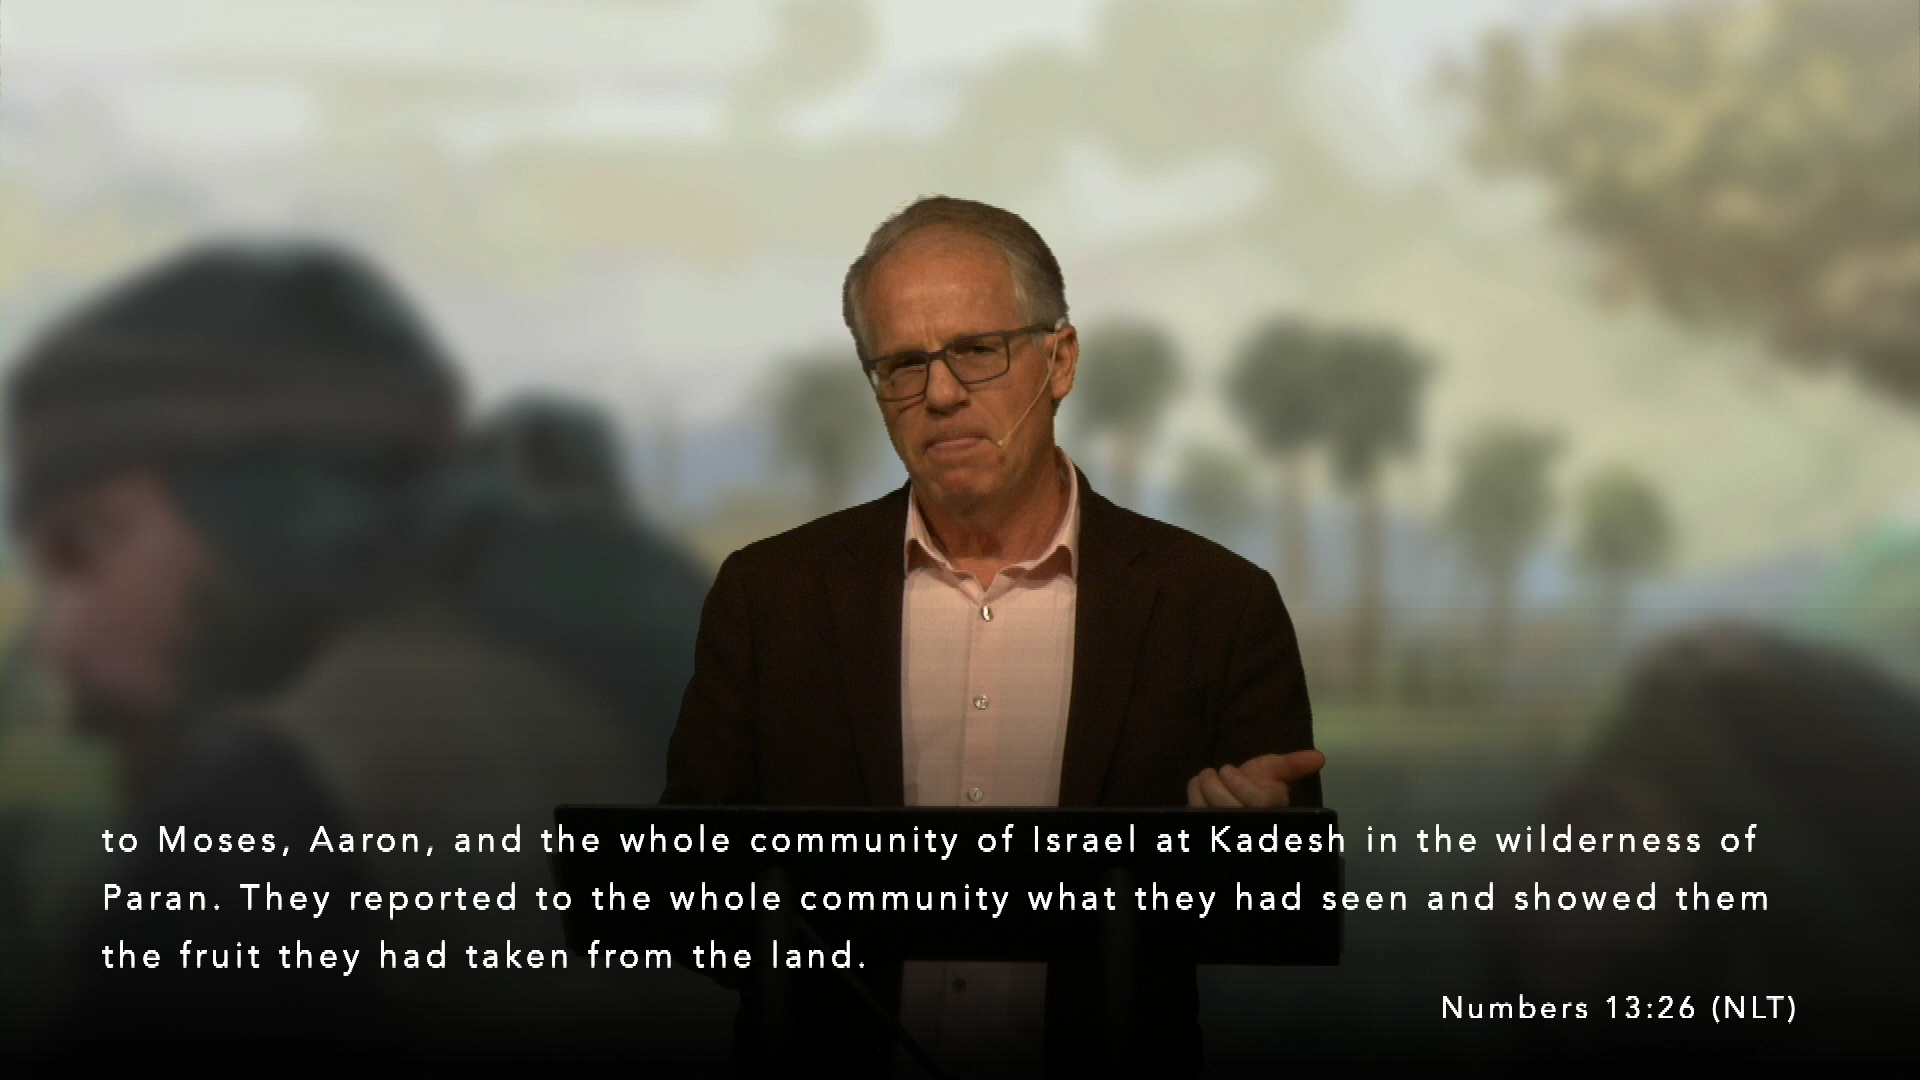 to Moses, Aaron, and the whole community of Israel at Kadesh in the wilderness of
Paran. They reported to the whole community what they had seen and showed them
the fruit they had taken from the land.
Numbers 13:26 (NLT)